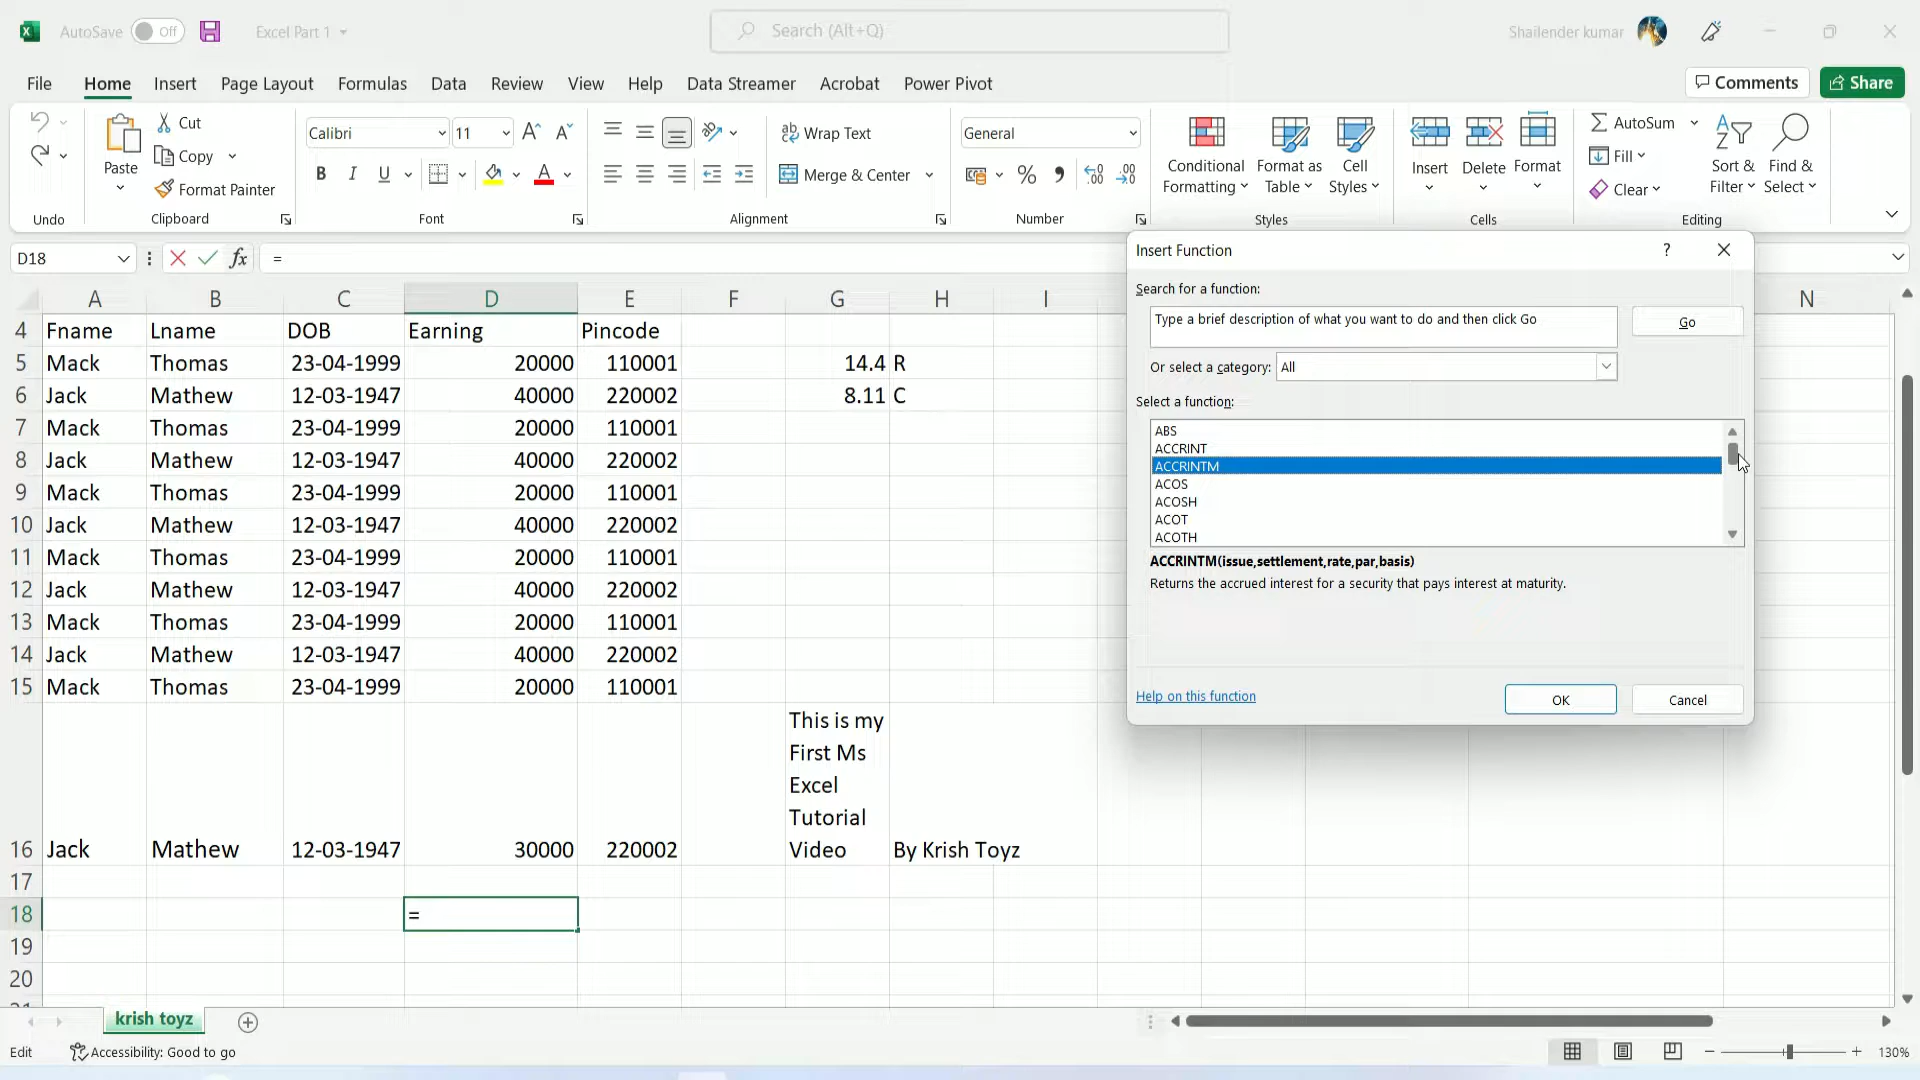 AutoSave Off Excel Part 1 Search (Alt+Q) Shailender kumar
File Home Insert Page Layout Formulas Data Review View Help Data Streamer Acrobat Power Pivot Comments Share
Paste Cut Copy Format Painter
Calibri 11
B I U A
ab Wrap Text
Merge & Center
General
% 9
Conditional Formatting
Format as Table
Cell Styles
Insert Delete Format
AutoSum
Fill
Clear
Sort & Filter
Find & Select
Undo Clipboard Font Alignment Number Styles Cells Editing
D18 fx =
A B C D E F G H I N
4 Fname Lname DOB Earning Pincode
5 Mack Thomas 23-04-1999 20000 110001 14.4 R
6 Jack Mathew 12-03-1947 40000 220002 8.11 C
7 Mack Thomas 23-04-1999 20000 110001
8 Jack Mathew 12-03-1947 40000 220002
9 Mack Thomas 23-04-1999 20000 110001
10 Jack Mathew 12-03-1947 40000 220002
11 Mack Thomas 23-04-1999 20000 110001
12 Jack Mathew 12-03-1947 40000 220002
13 Mack Thomas 23-04-1999 20000 110001
14 Jack Mathew 12-03-1947 40000 220002
15 Mack Thomas 23-04-1999 20000 110001
This is my
First Ms
Excel
Tutorial
16 Jack Mathew 12-03-1947 30000 220002 Video By Krish Toyz
17
18 =
19
20
Insert Function ?
Search for a function:
Type a brief description of what you want to do and then click Go
Go
Or select a category: All
Select a function:
ABS
ACCRINT
ACCRINTM
ACOS
ACOSH
ACOT
ACOTH
ACCRINTM(issue,settlement,rate,par,basis)
Returns the accrued interest for a security that pays interest at maturity.
Help on this function
OK Cancel
krish toyz
Edit Accessibility: Good to go 130%